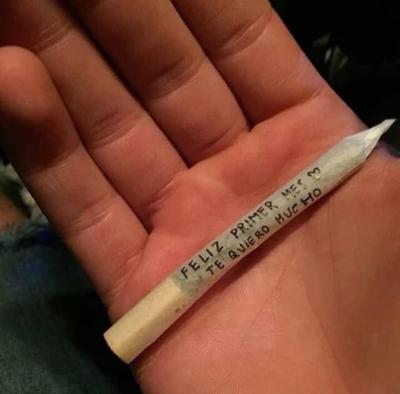 FELIZ PRIMER MES ♡
TE QUIERO MUCHO